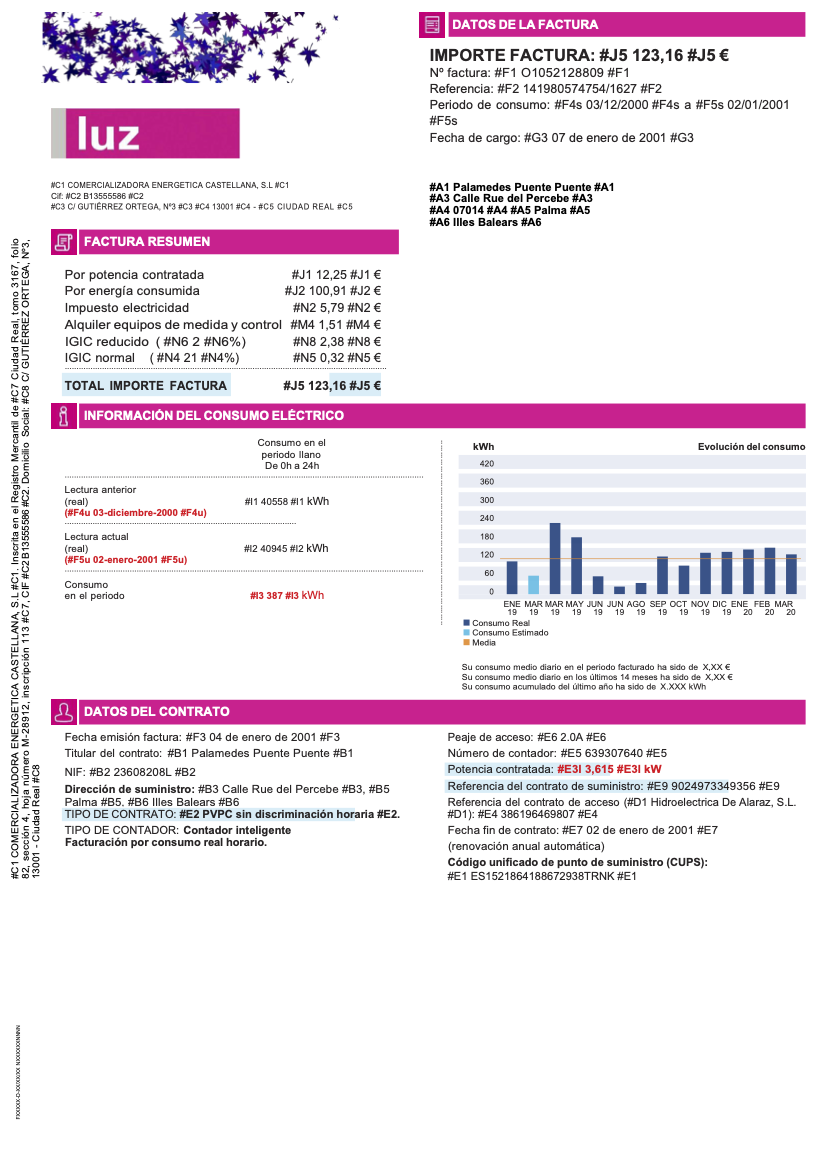 DATOS DE LA FACTURA
IMPORTE FACTURA: #J5 123,16 #J5 €
Nº factura: #F1 O1052128809 #F1
Referencia: #F2 141980574754/1627 #F2
Periodo de consumo: #F4s 03/12/2000 #F4s a #F5s 02/01/2001
#F5s
Fecha de cargo: #G3 07 de enero de 2001 #G3
luz
#C1 COMERCIALIZADORA ENERGETICA CASTELLANA, S.L #C1
Cif: #C2 B13555586 #C2
#C3 C/ GUTIÉRREZ ORTEGA, Nº3 #C3 #C4 13001 #C4 - #C5 CIUDAD REAL #C5
#A1 Palamedes Puente Puente #A1
#A3 Calle Rue del Percebe #A3
#A4 07014 #A4 #A5 Palma #A5
#A6 Illes Balears #A6
FACTURA RESUMEN
Por potencia contratada #J1 12,25 #J1 €
Por energía consumida #J2 100,91 #J2 €
Impuesto electricidad #N2 5,79 #N2 €
Alquiler equipos de medida y control #M4 1,51 #M4 €
IGIC reducido ( #N6 2 #N6%) #N8 2,38 #N8 €
IGIC normal ( #N4 21 #N4%) #N5 0,32 #N5 €
TOTAL IMPORTE FACTURA #J5 123,16 #J5 €
INFORMACIÓN DEL CONSUMO ELÉCTRICO
Consumo en el
periodo llano
De 0h a 24h
Lectura anterior
(real) #I1 40558 #I1 kWh
(#F4u 03-diciembre-2000 #F4u)
Lectura actual
(real) #I2 40945 #I2 kWh
(#F5u 02-enero-2001 #F5u)
Consumo
en el periodo #I3 387 #I3 kWh
kWh Evolución del consumo
420
360
300
240
180
120
60
0
ENE MAR MAR MAY JUN JUN AGO SEP OCT NOV DIC ENE FEB MAR
19 19 19 19 19 19 19 19 19 19 19 20 20 20
Consumo Real
Consumo Estimado
Media
Su consumo medio diario en el periodo facturado ha sido de X,XX €
Su consumo medio diario en los últimos 14 meses ha sido de X,XX €
Su consumo acumulado del último año ha sido de X.XXX kWh
DATOS DEL CONTRATO
Fecha emisión factura: #F3 04 de enero de 2001 #F3
Titular del contrato: #B1 Palamedes Puente Puente #B1
NIF: #B2 23608208L #B2
Dirección de suministro: #B3 Calle Rue del Percebe #B3, #B5
Palma #B5, #B6 Illes Balears #B6
TIPO DE CONTRATO: #E2 PVPC sin discriminación horaria #E2.
TIPO DE CONTADOR: Contador inteligente
Facturación por consumo real horario.
Peaje de acceso: #E6 2.0A #E6
Número de contador: #E5 639307640 #E5
Potencia contratada: #E3l 3,615 #E3l kW
Referencia del contrato de suministro: #E9 9024973349356 #E9
Referencia del contrato de acceso (#D1 Hidroelectrica De Alaraz, S.L.
#D1): #E4 386196469807 #E4
Fecha fin de contrato: #E7 02 de enero de 2001 #E7
(renovación anual automática)
Código unificado de punto de suministro (CUPS):
#E1 ES1521864188672938TRNK #E1
#C1 COMERCIALIZADORA ENERGETICA CASTELLANA, S.L #C1. Inscrita en el Registro Mercantil de #C7 Ciudad Real, tomo 3167, folio
82, sección 4, hoja número M-28912, inscripción 113 #C7, CIF #C2 B13555586 #C2. Domicilio Social: #C8 C/ GUTIÉRREZ ORTEGA, Nº3,
13001 - Ciudad Real #C8